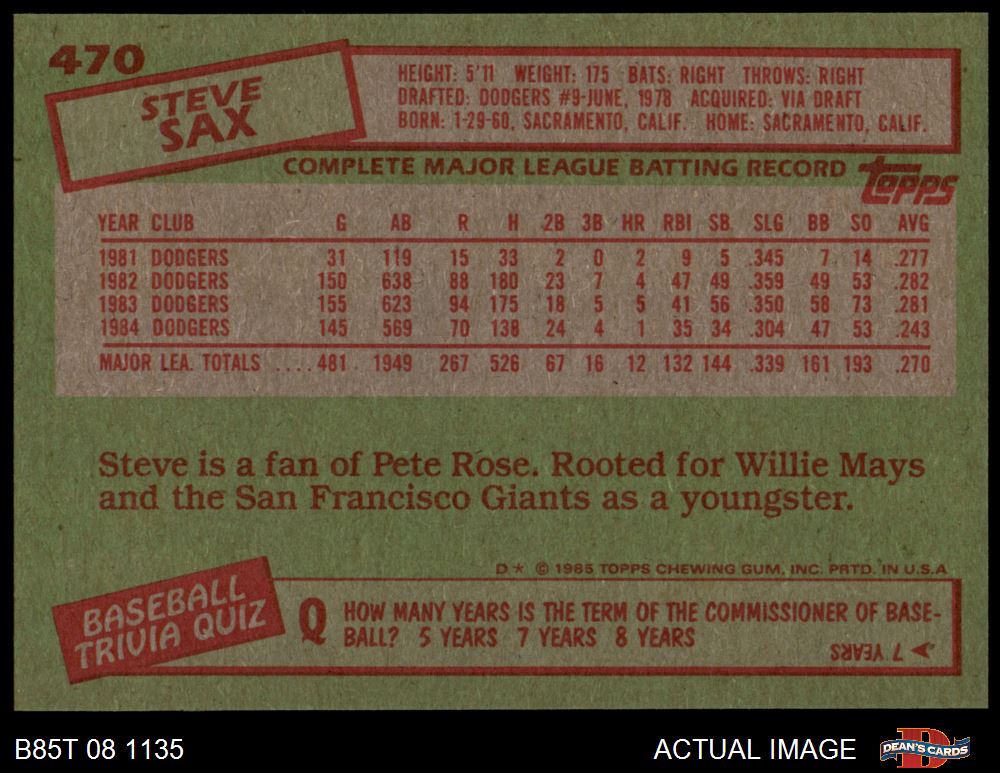 470
STEVE
SAX
HEIGHT: 5'11 WEIGHT: 175 BATS: RIGHT THROWS: RIGHT
DRAFTED: DODGERS #9-JUNE, 1978 ACQUIRED: VIA DRAFT
BORN: 1-29-60, SACRAMENTO, CALIF. HOME: SACRAMENTO, CALIF.
COMPLETE MAJOR LEAGUE BATTING RECORD
Topps
YEAR CLUB G AB R H 2B 3B HR RBI SB SLG BB SO AVG
1981 DODGERS 31 119 15 33 2 0 2 9 5 .345 7 14 .277
1982 DODGERS 150 638 88 180 23 7 4 47 49 .359 49 53 .282
1983 DODGERS 155 623 94 175 18 5 5 41 56 .350 58 73 .281
1984 DODGERS 145 569 70 138 24 4 1 35 34 .304 47 53 .243
MAJOR LEA. TOTALS .... 481 1949 267 526 67 16 12 132 144 .339 161 193 .270
Steve is a fan of Pete Rose. Rooted for Willie Mays
and the San Francisco Giants as a youngster.
D* © 1985 TOPPS CHEWING GUM, INC. PRTD. IN U.S.A
BASEBALL
TRIVIA QUIZ
Q HOW MANY YEARS IS THE TERM OF THE COMMISSIONER OF BASE-
BALL? 5 YEARS 7 YEARS 8 YEARS
7 YEARS
B85T 08 1135
ACTUAL IMAGE
D
DEAN'S CARDS